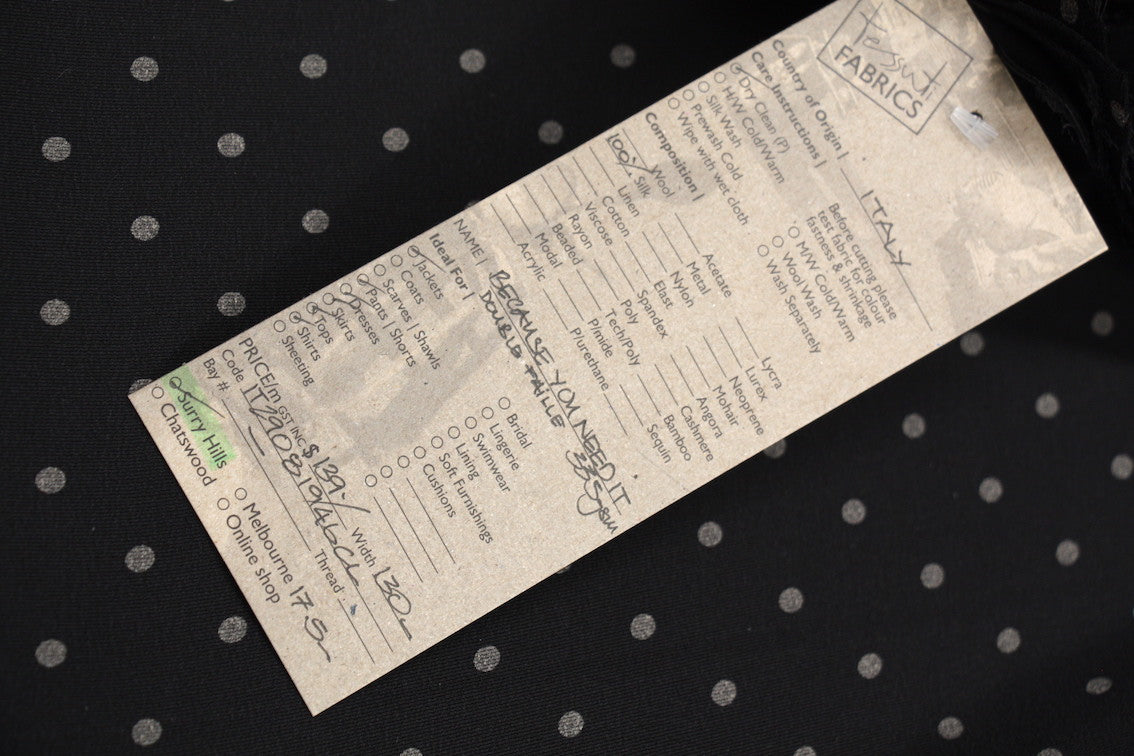 tessuti
FABRICS
Country of Origin | ITALY
Care Instructions |
Dry Clean (P)
H/W Cold/Warm
Silk Wash
Prewash Cold
Wipe with wet cloth
Before cutting please
test fabric for colour
fastness & shrinkage
M/W Cold/Warm
Wool Wash
Wash Separately
Composition |
Wool
100% Silk
Linen
Cotton
Viscose
Rayon
Beaded
Modal
Acrylic
Acetate
Metal
Nylon
Elast
Spandex
Poly
Tech/Poly
P/mide
P/urethane
Lycra
Lurex
Neoprene
Mohair
Angora
Cashmere
Bamboo
Sequin
NAME | BECAUSE YOU NEED IT
DOUBLE FAILLE
Ideal For |
Jackets
Coats
Scarves | Shawls
Pants | Shorts
Dresses
Skirts
Tops
Shirts
Sheeting
Bridal
Lingerie
Swimwear
Lining
Soft Furnishings
Cushions
PRICE/m GST INC $ 139.- Width 130
Code
Bay # Thread
Surry Hills
Chatswood
Melbourne 17.5
Online shop